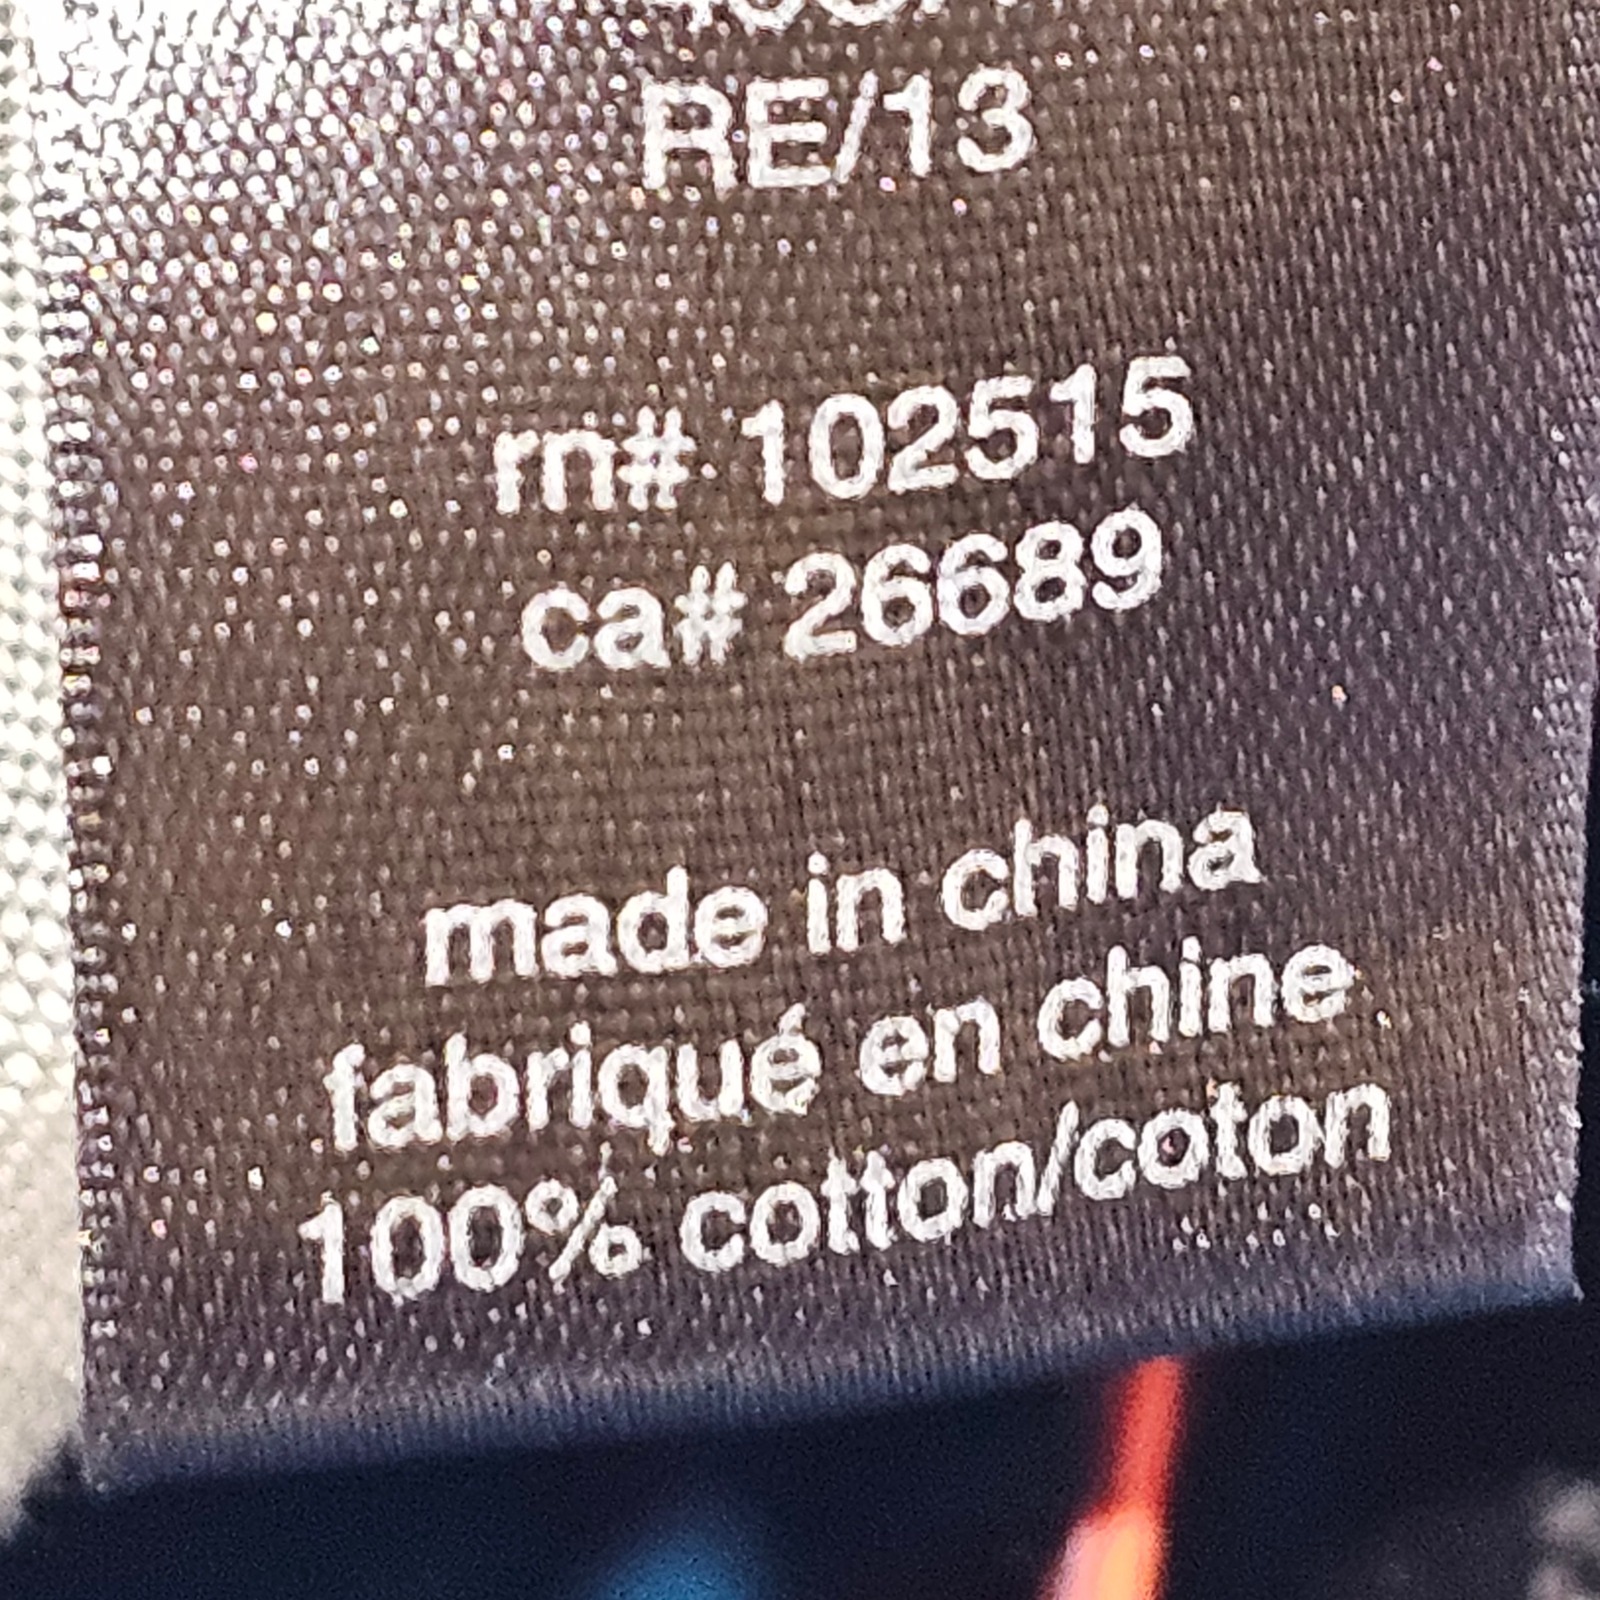 RE/13
rn# 102515
ca# 26689
made in china
fabriqué en chine
100% cotton/coton